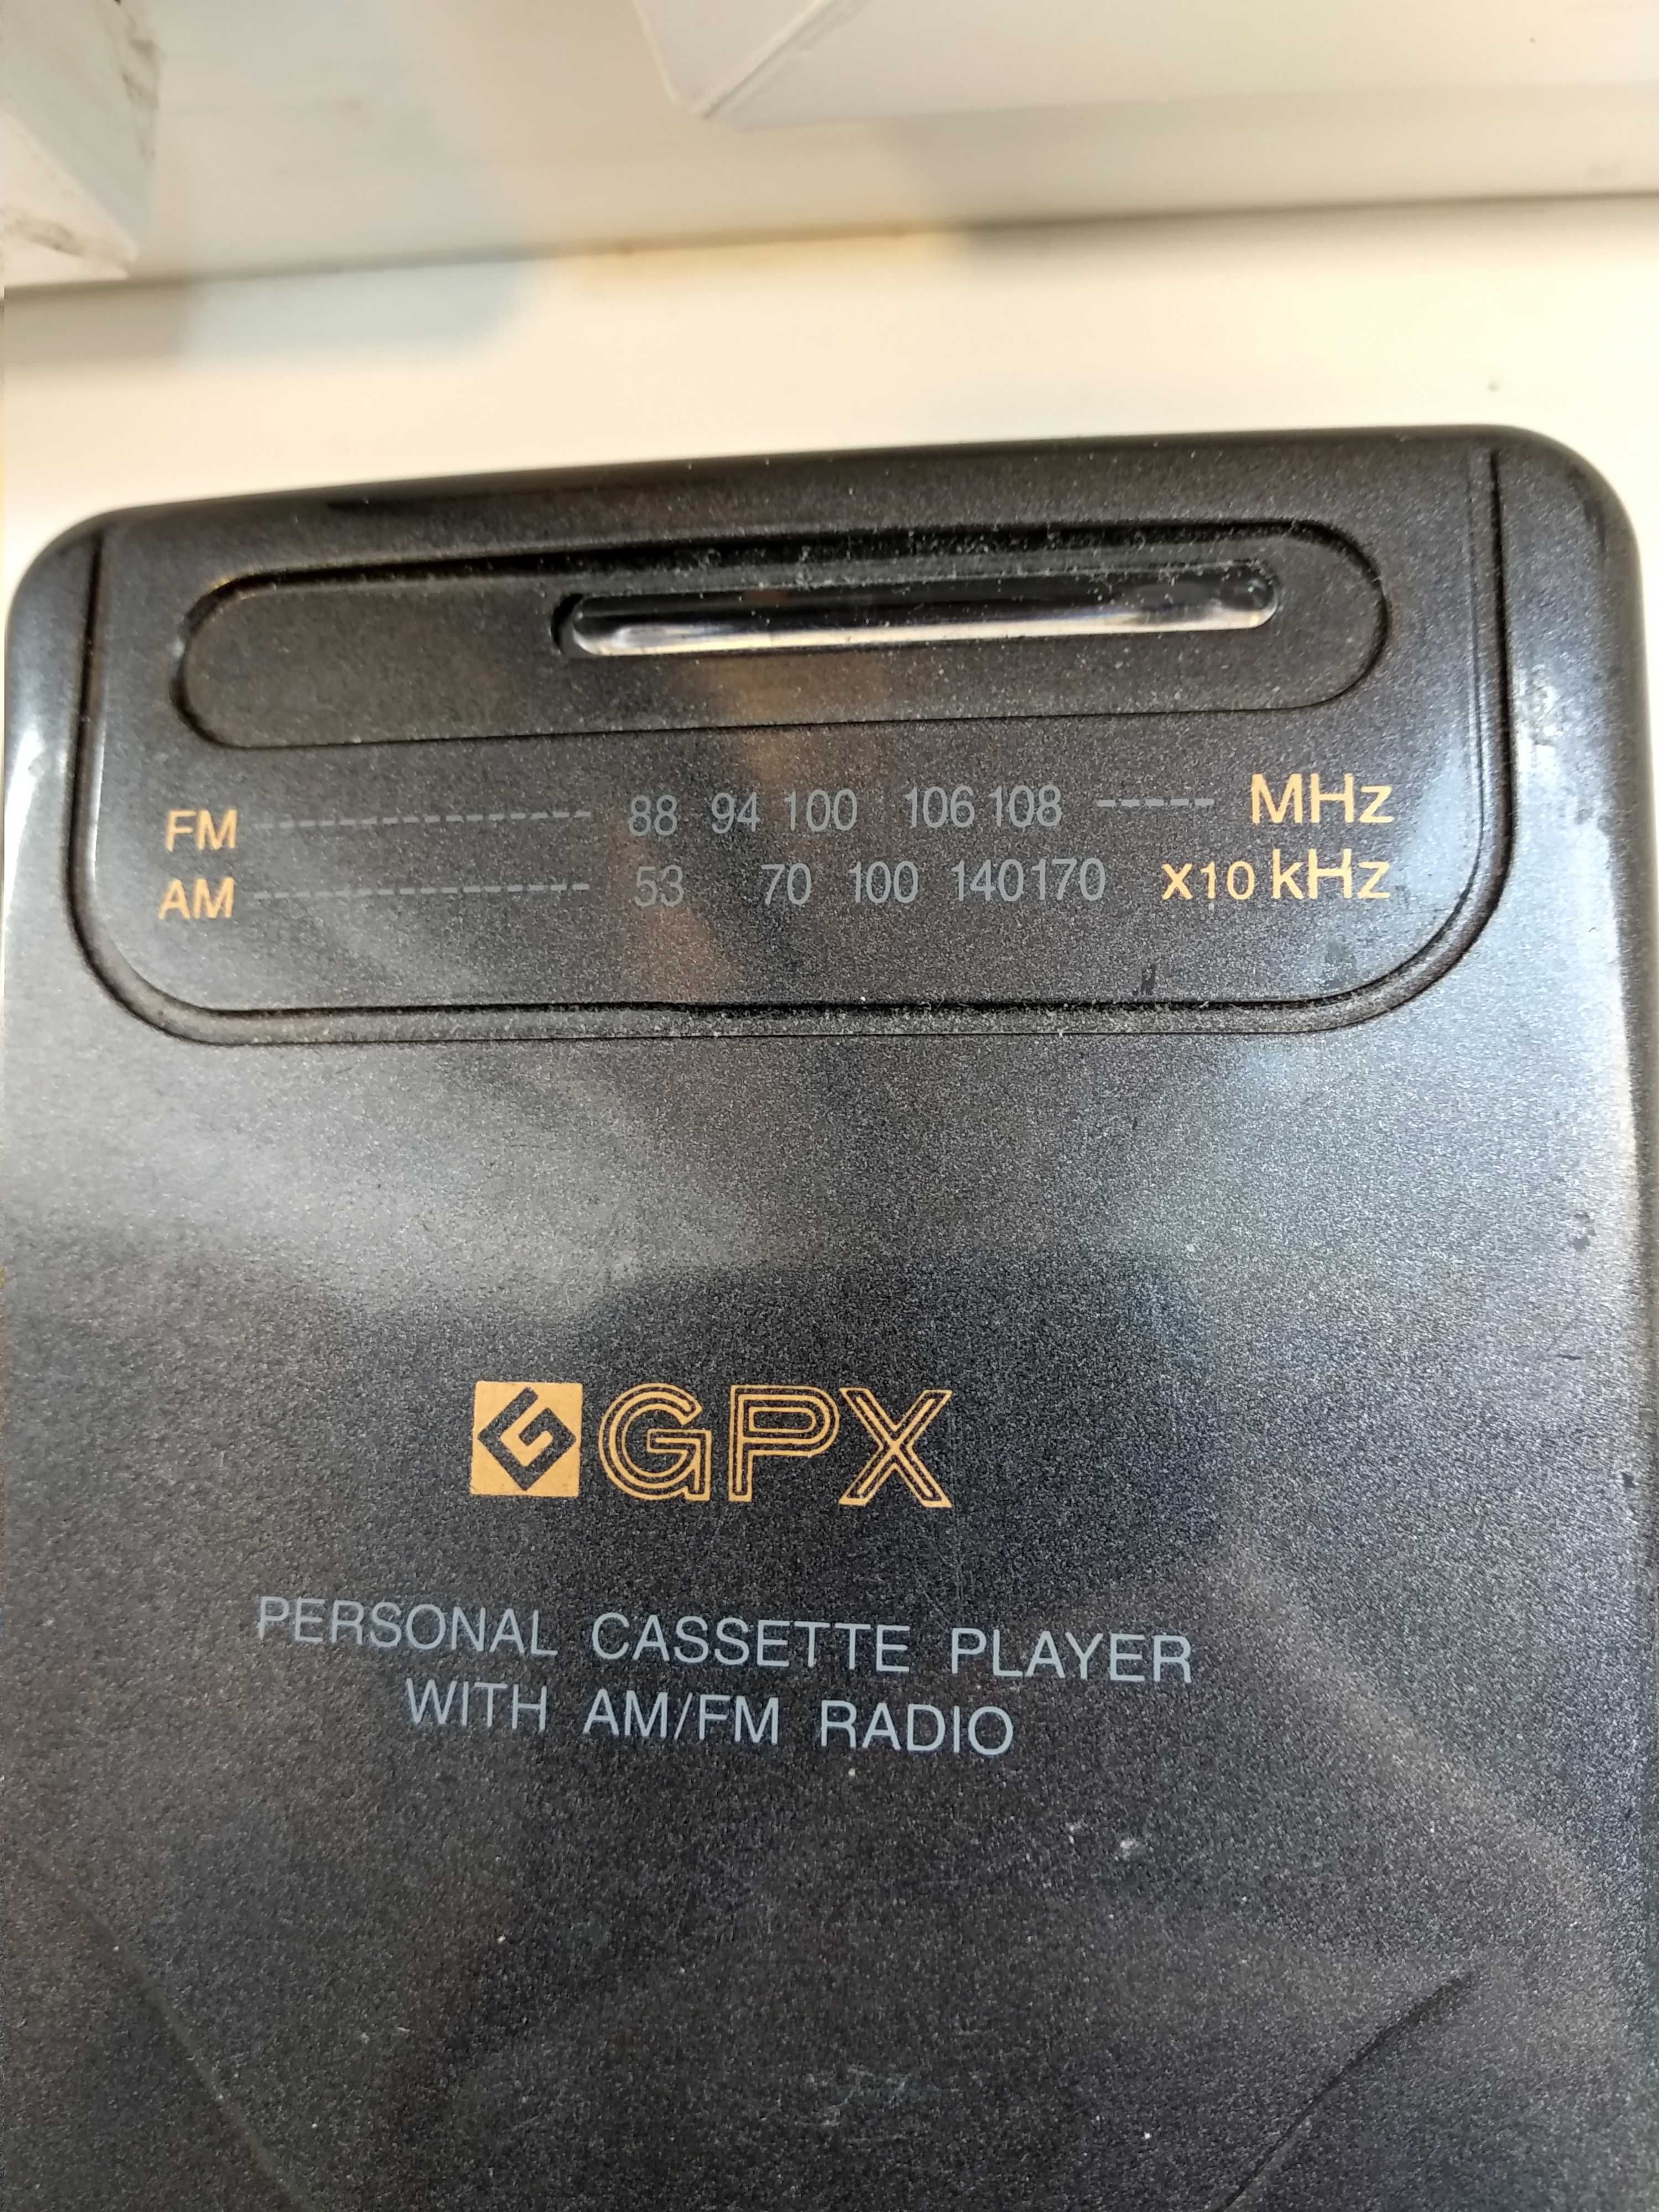 FM ------------------ 88 94 100 106 108 ----- MHz
AM ------------------ 53 70 100 140 170 x10 kHz
G GPX
PERSONAL CASSETTE PLAYER
WITH AM/FM RADIO